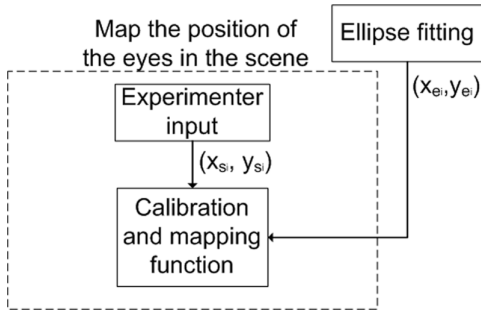 Map the position of
the eyes in the scene
Ellipse fitting
(xei,yei)
Experimenter
input
(xsi, ysi)
Calibration
and mapping
function